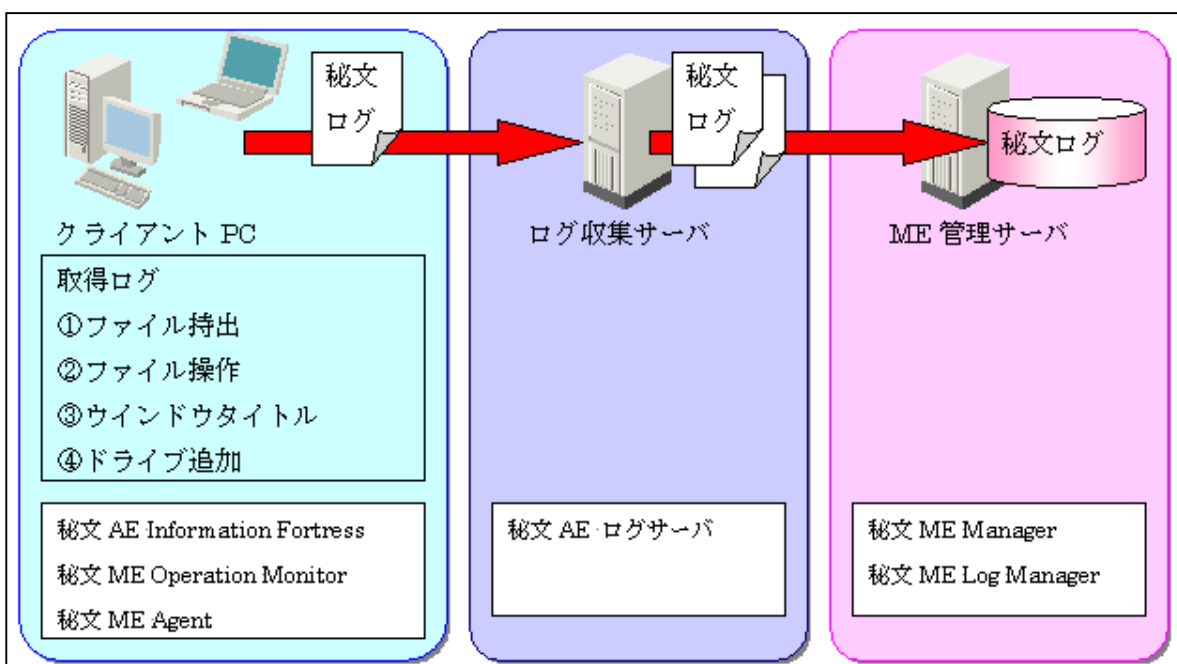 秘文
ログ
秘文
ログ
秘文ログ
クライアント PC
ログ収集サーバ
ME 管理サーバ
取得ログ
①ファイル持出
②ファイル操作
③ウインドウタイトル
④ドライブ追加
秘文 AE Information Fortress
秘文 ME Operation Monitor
秘文 ME Agent
秘文 AE ログサーバ
秘文 ME Manager
秘文 ME Log Manager